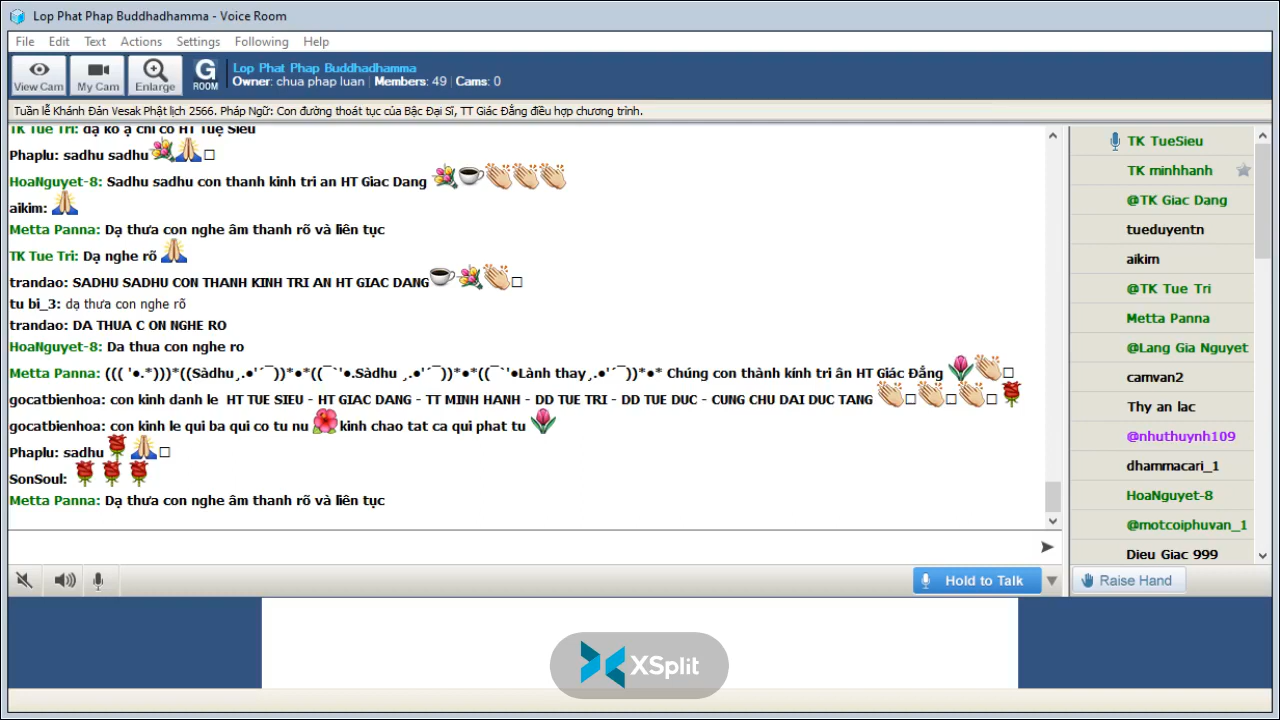 Lop Phat Phap Buddhadhamma - Voice Room
File Edit Text Actions Settings Following Help
View Cam My Cam Enlarge G ROOM
Lop Phat Phap Buddhadhamma
Owner: chua phap luan Members: 49 Cams: 0
Tuần lễ Khánh Đản Vesak Phật lịch 2566. Pháp Ngữ: Con đường thoát tục của Bậc Đại Sĩ, TT Giác Đẳng điều hợp chương trình.
TK Tue Tri: dạ ko ạ chỉ có HT Tuệ Siêu
Phaplu: sadhu sadhu
HoaNguyet-8: Sadhu sadhu con thanh kinh tri an HT Giac Dang
aikim:
Metta Panna: Dạ thưa con nghe âm thanh rõ và liên tục
TK Tue Tri: Dạ nghe rõ
trandao: SADHU SADHU CON THANH KINH TRI AN HT GIAC DANG
tu bi_3: dạ thưa con nghe rõ
trandao: DA THUA C ON NGHE RO
HoaNguyet-8: Da thua con nghe ro
Metta Panna: ((( '•.*)))*((Sàdhu¸.•'´¯))*•*((¯`'•.Sàdhu ¸.•'´¯))*•*((¯`'•Lành thay¸.•'´¯))*•* Chúng con thành kính tri ân HT Giác Đẳng
gocatbienhoa: con kinh danh le HT TUE SIEU - HT GIAC DANG - TT MINH HANH - DD TUE TRI - DD TUE DUC - CUNG CHU DAI DUC TANG
gocatbienhoa: con kinh le qui ba qui co tu nu kinh chao tat ca qui phat tu
Phaplu: sadhu
SonSoul:
Metta Panna: Dạ thưa con nghe âm thanh rõ và liên tục
Hold to Talk
TK TueSieu
TK minhhanh
@TK Giac Dang
tueduyentn
aikim
@TK Tue Tri
Metta Panna
@Lang Gia Nguyet
camvan2
Thy an lac
@nhuthuynh109
dhammacari_1
HoaNguyet-8
@motcoiphuvan_1
Dieu Giac 999
Raise Hand
XSplit